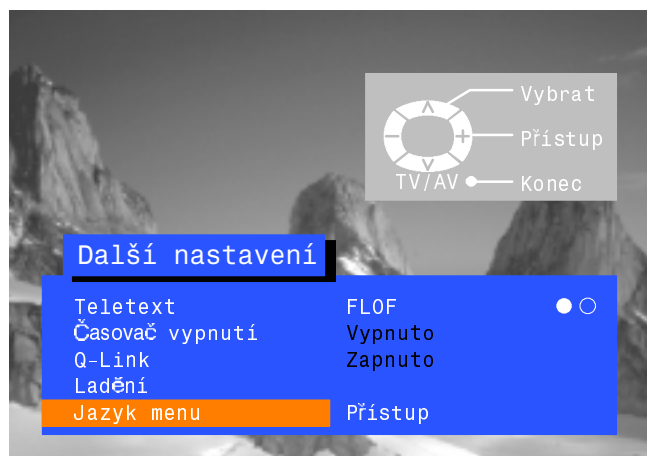 Vybrat
Přístup
TV/AV Konec
Další nastavení
Teletext FLOF
Časovač vypnutí Vypnuto
Q-Link Zapnuto
Ladění
Jazyk menu Přístup